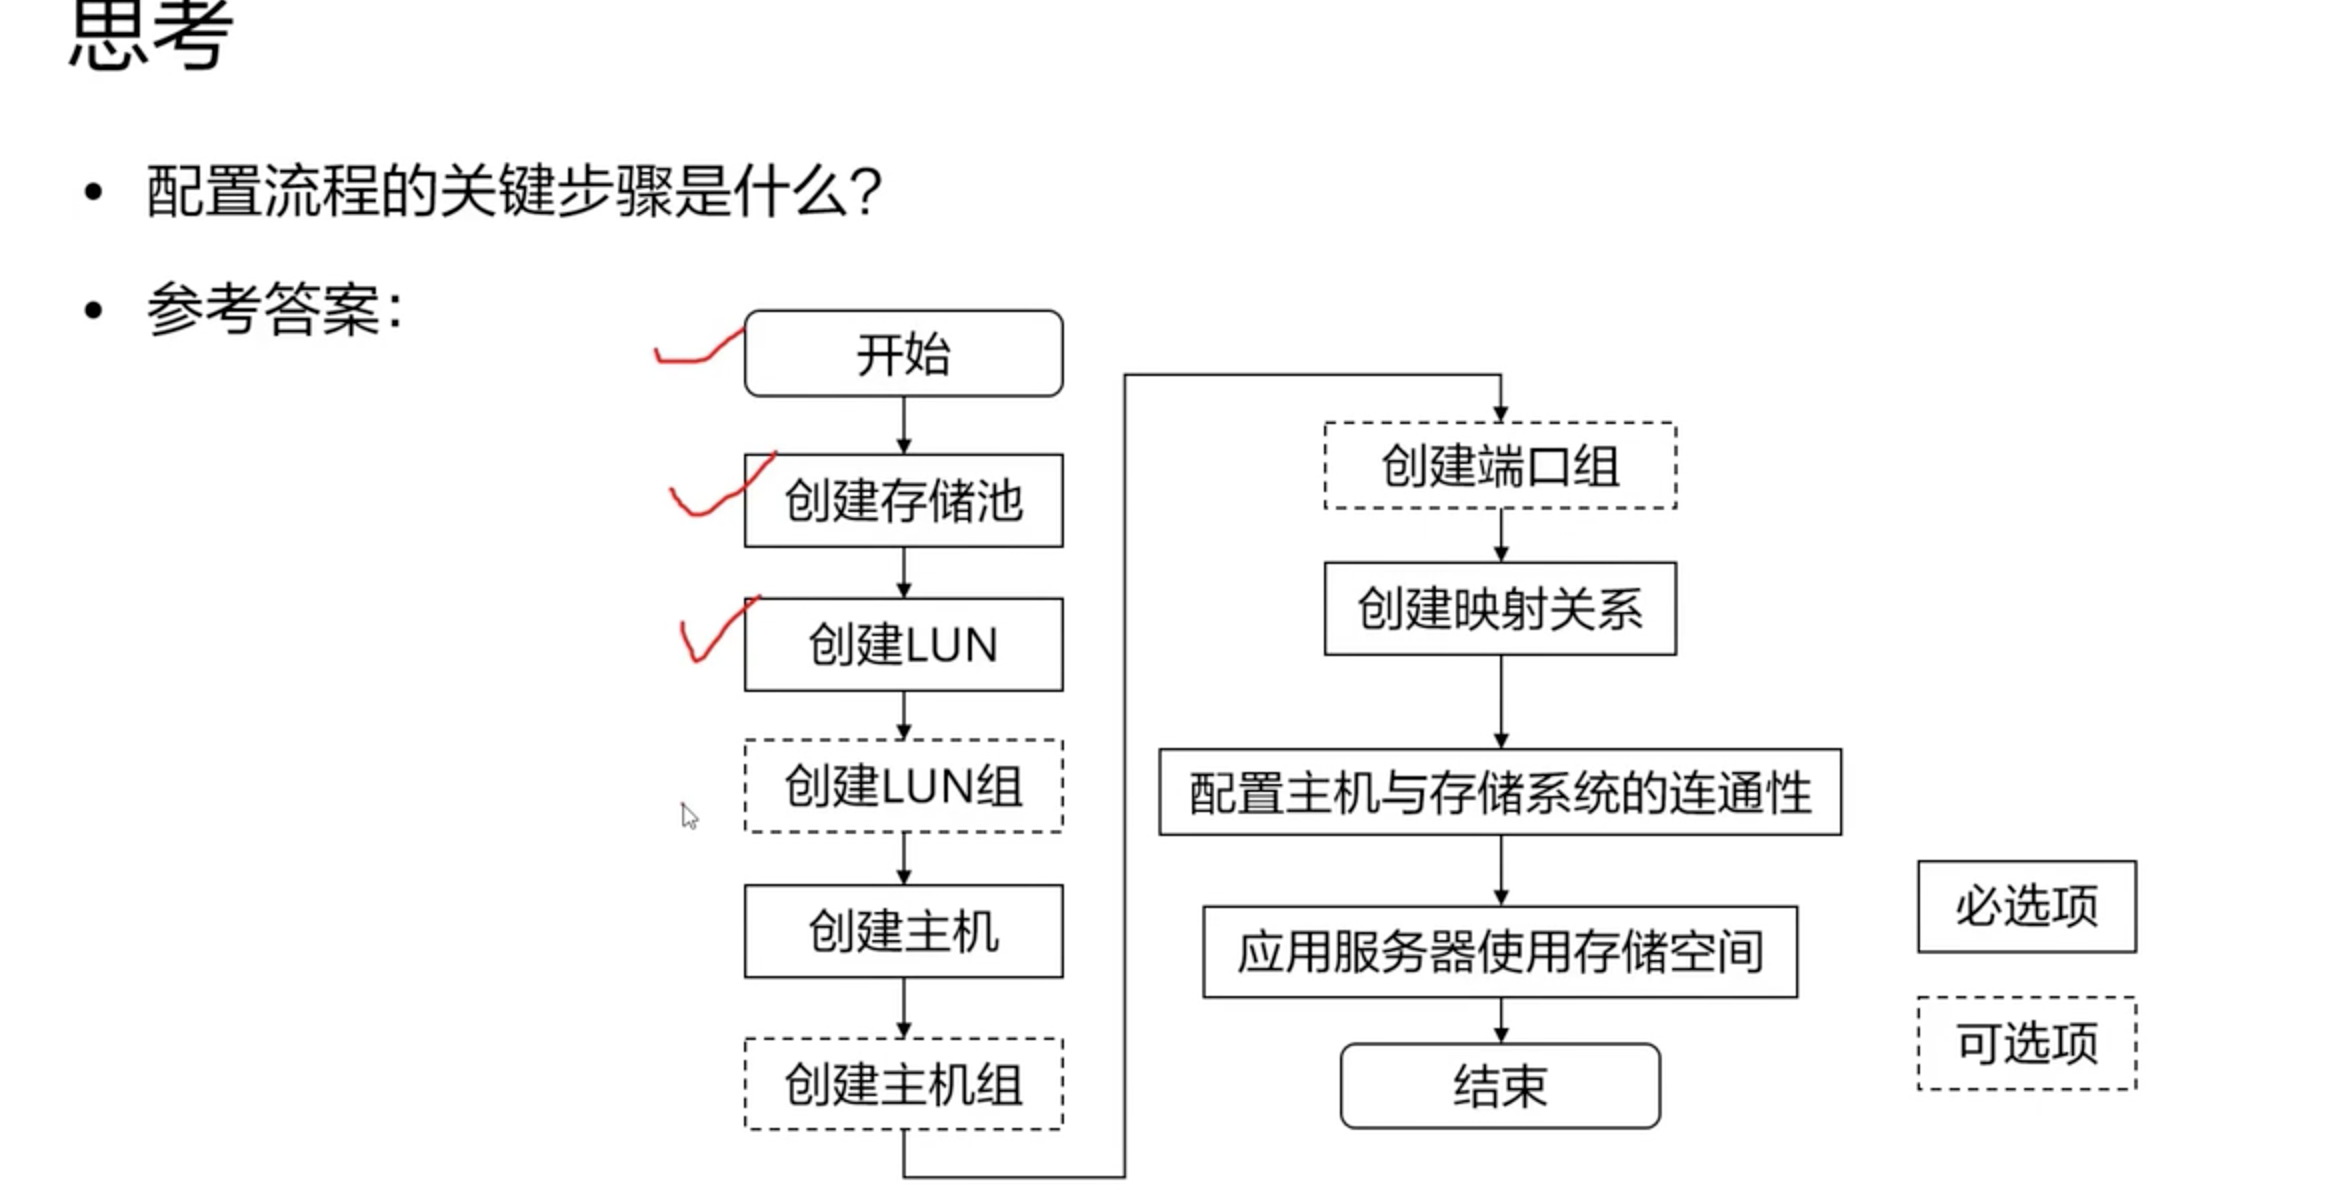 思考
• 配置流程的关键步骤是什么?
• 参考答案:
开始
创建存储池
创建LUN
创建LUN组
创建主机
创建主机组
创建端口组
创建映射关系
配置主机与存储系统的连通性
应用服务器使用存储空间
结束
必选项
可选项